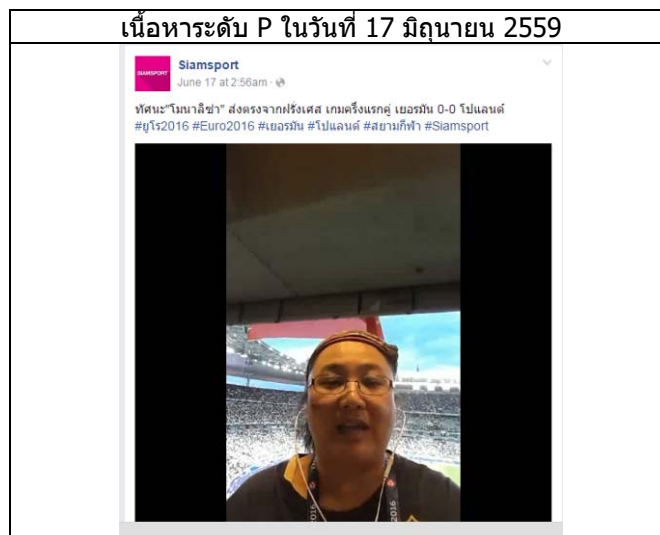 เนื้อหาระดับ P ในวันที่ 17 มิถุนายน 2559
SIAMSPORT
Siamsport
June 17 at 2:56am ·
ทัศนะ"โมนาลิซ่า" ส่งตรงจากฝรั่งเศส เกมครึ่งแรกคู่ เยอรมัน 0-0 โปแลนด์
#ยูโร2016 #Euro2016 #เยอรมัน #โปแลนด์ #สยามกีฬา #Siamsport
2016
2016